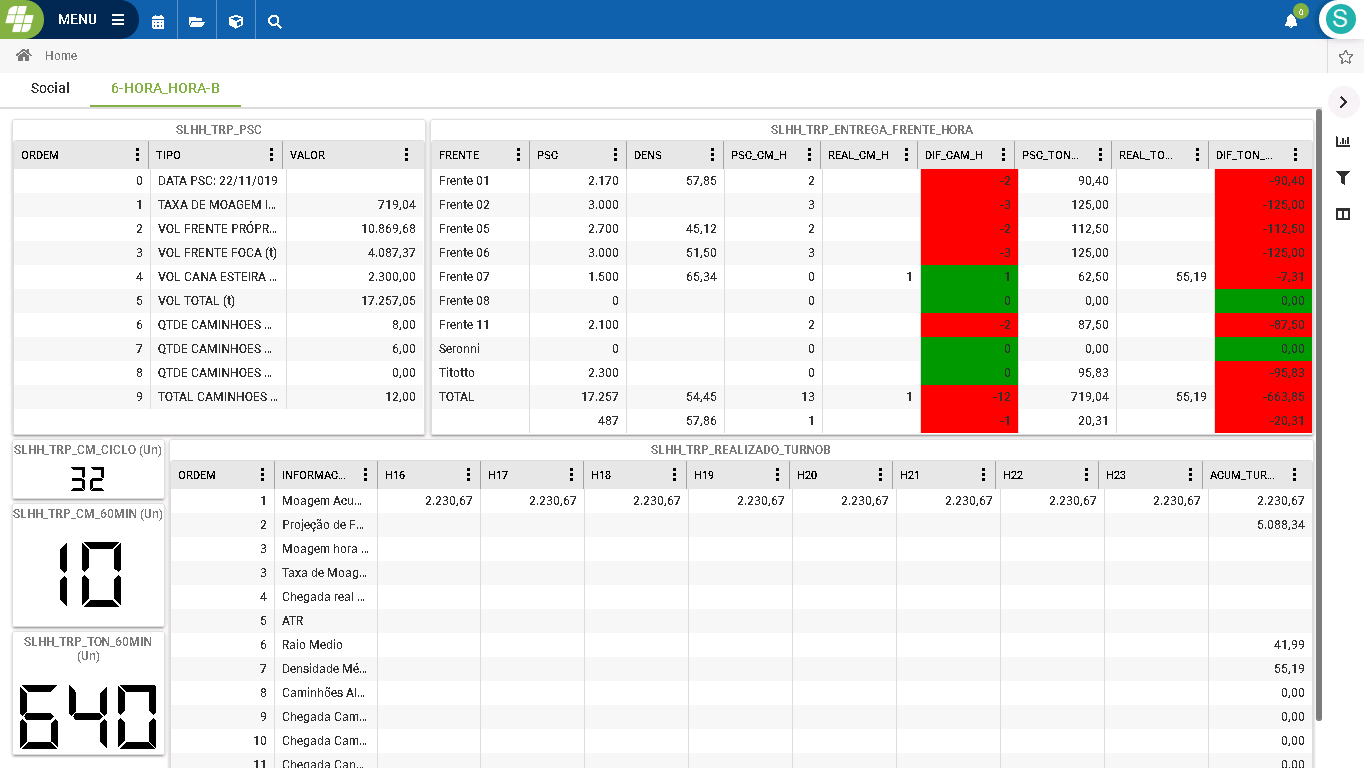 MENU
0
S
Home
Social 6-HORA_HORA-B
SLHH_TRP_PSC
ORDEM TIPO VALOR
0 DATA PSC: 22/11/019
1 TAXA DE MOAGEM I... 719,04
2 VOL FRENTE PRÓPR... 10.869,68
3 VOL FRENTE FOCA (t) 4.087,37
4 VOL CANA ESTEIRA ... 2.300,00
5 VOL TOTAL (t) 17.257,05
6 QTDE CAMINHOES ... 8,00
7 QTDE CAMINHOES ... 6,00
8 QTDE CAMINHOES ... 0,00
9 TOTAL CAMINHOES ... 12,00
SLHH_TRP_ENTREGA_FRENTE_HORA
FRENTE PSC DENS PSC_CM_H REAL_CM_H DIF_CAM_H PSC_TON... REAL_TO... DIF_TON_...
Frente 01 2.170 57,85 2 -2 90,40 -90,40
Frente 02 3.000 3 -3 125,00 -125,00
Frente 05 2.700 45,12 2 -2 112,50 -112,50
Frente 06 3.000 51,50 3 -3 125,00 -125,00
Frente 07 1.500 65,34 0 1 1 62,50 55,19 -7,31
Frente 08 0 0 0 0,00 0,00
Frente 11 2.100 2 -2 87,50 -87,50
Seronni 0 0 0 0,00 0,00
Titotto 2.300 0 95,83 -95,83
TOTAL 17.257 54,45 13 1 -12 719,04 55,19 -663,85
487 57,86 1 -1 20,31 -20,31
SLHH_TRP_CM_CICLO (Un)
32
SLHH_TRP_CM_60MIN (Un)
10
SLHH_TRP_TON_60MIN
(Un)
640
SLHH_TRP_REALIZADO_TURNOB
ORDEM INFORMAC... H16 H17 H18 H19 H20 H21 H22 H23 ACUM_TUR...
1 Moagem Acu... 2.230,67 2.230,67 2.230,67 2.230,67 2.230,67 2.230,67 2.230,67 2.230,67 2.230,67
2 Projeção de F... 5.088,34
3 Moagem hora ...
3 Taxa de Moag...
4 Chegada real ...
5 ATR
6 Raio Medio 41,99
7 Densidade Mé... 55,19
8 Caminhões Al... 0,00
9 Chegada Cam... 0,00
10 Chegada Cam... 0,00
11 Chegada Can... 0,00